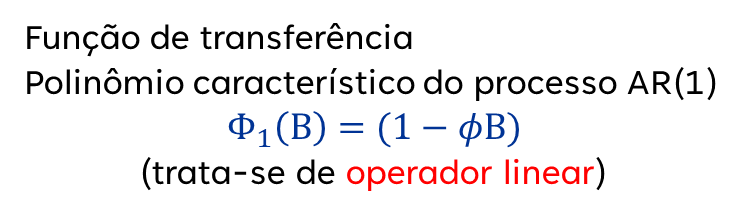 Função de transferência
Polinômio característico do processo AR(1)
Φ₁(B) = (1 − ϕB)
(trata-se de operador linear)